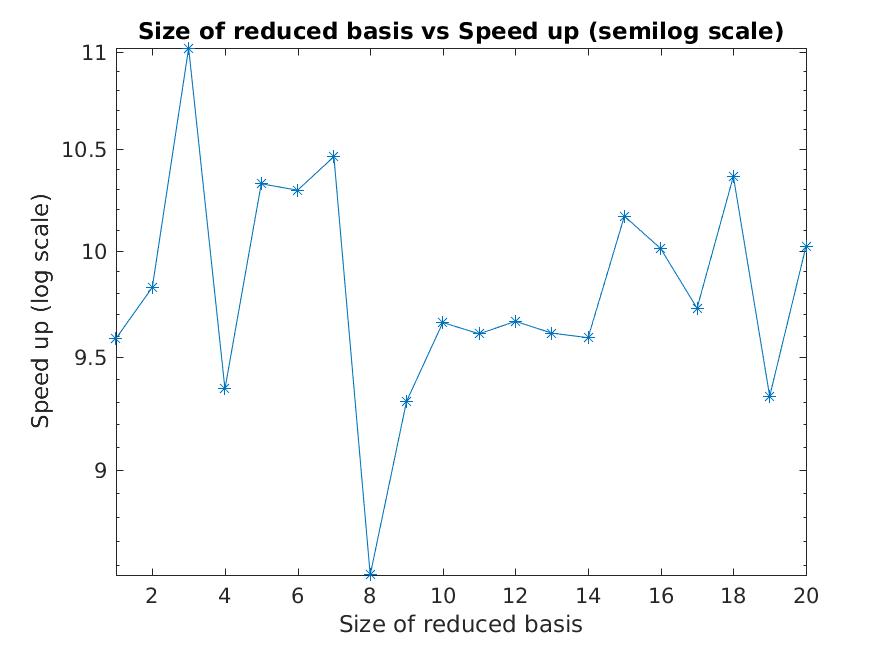 Size of reduced basis vs Speed up (semilog scale)
11
10.5
10
9.5
9
Speed up (log scale)
2 4 6 8 10 12 14 16 18 20
Size of reduced basis